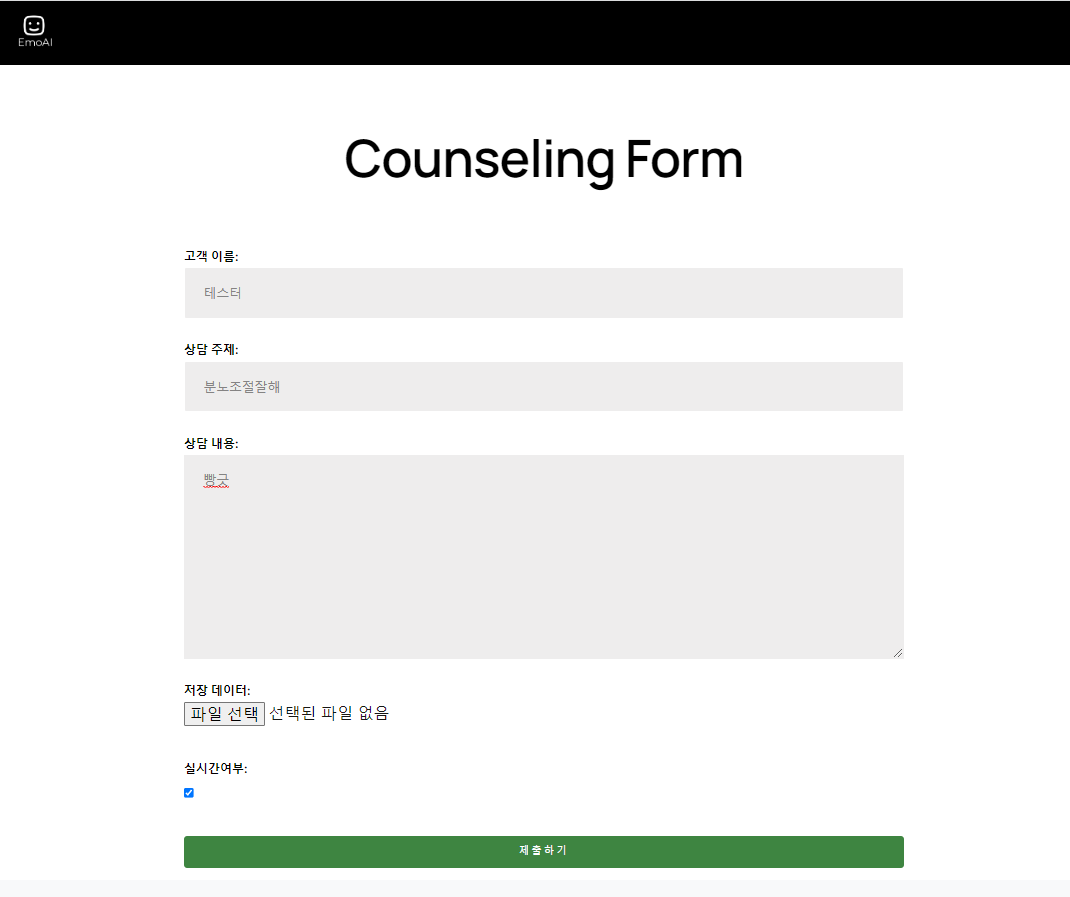 EmoAI
Counseling Form
고객 이름:
테스터
상담 주제:
분노조절잘해
상담 내용:
빵긋
저장 데이터:
파일 선택 선택된 파일 없음
실시간여부:
제출하기